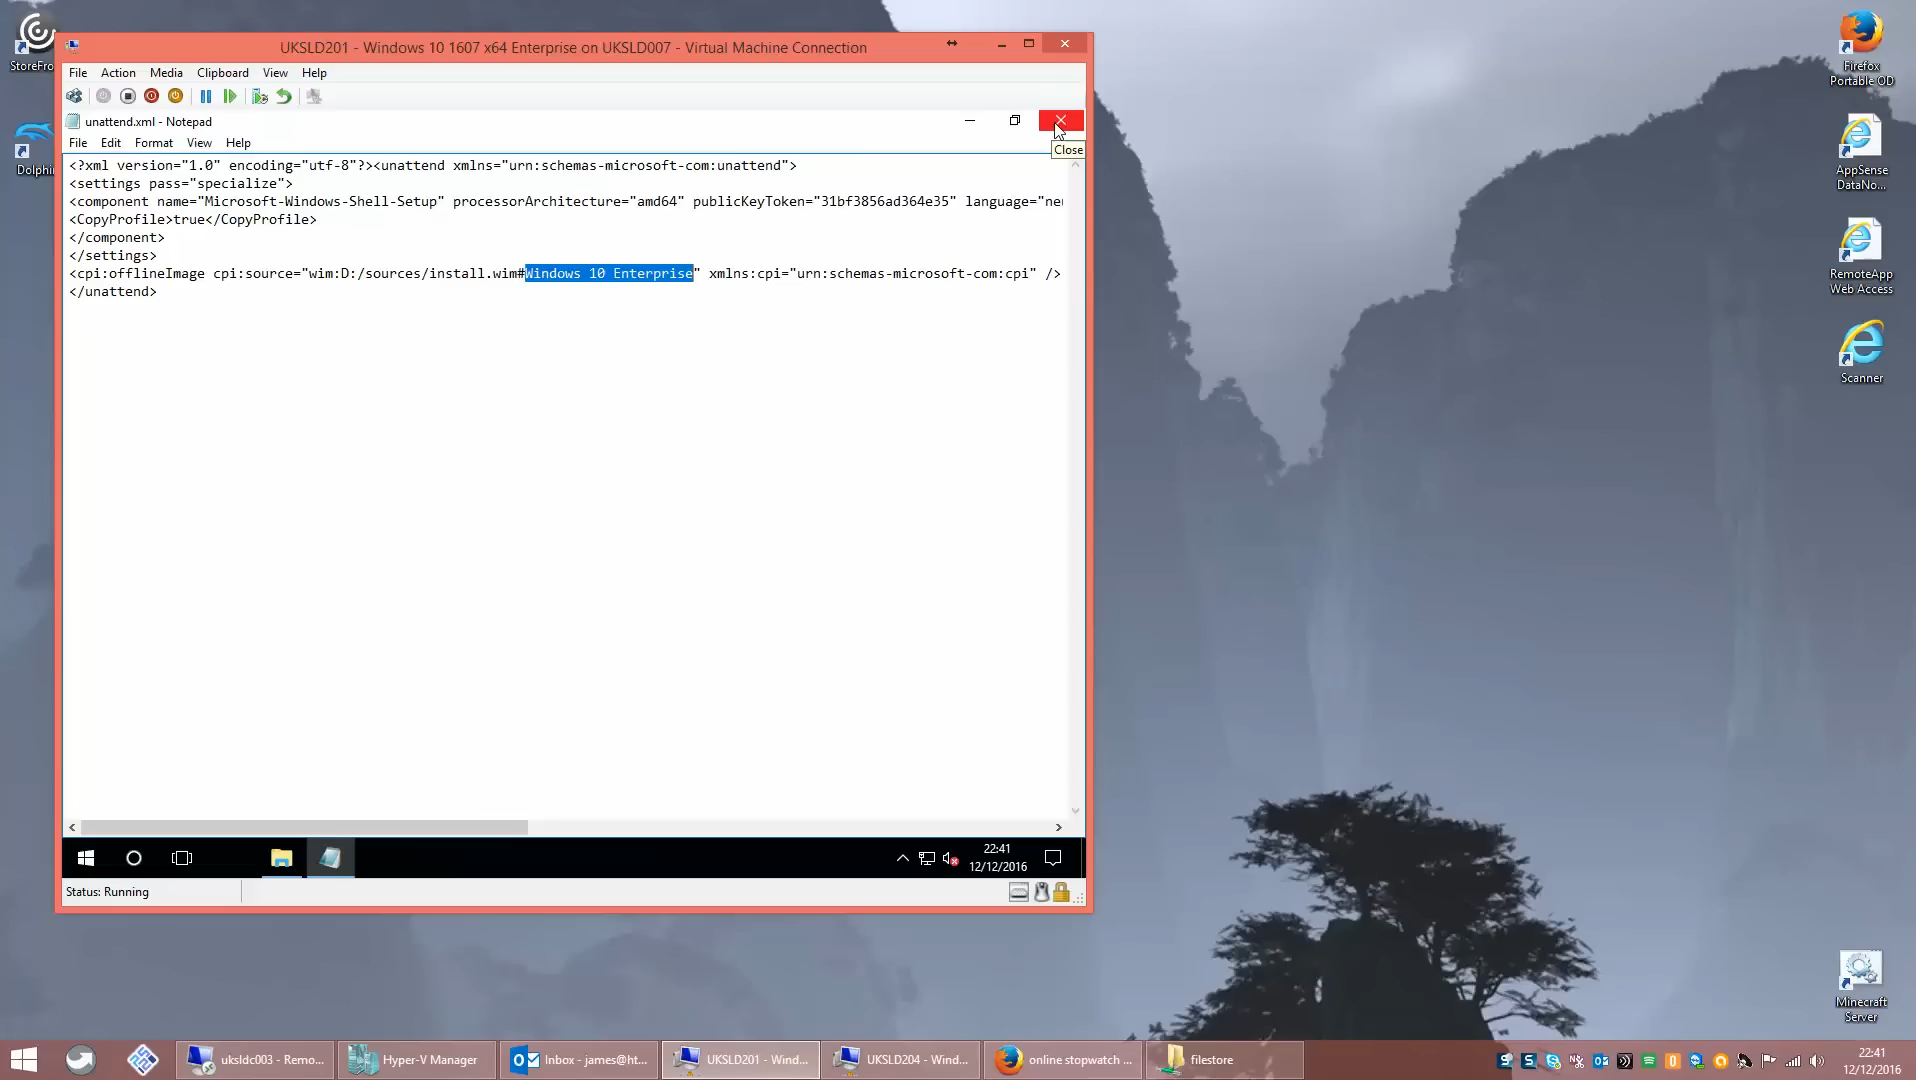 StoreFro
Dolphin
UKSLD201 - Windows 10 1607 x64 Enterprise on UKSLD007 - Virtual Machine Connection
File Action Media Clipboard View Help
unattend.xml - Notepad
Close
File Edit Format View Help
<?xml version="1.0" encoding="utf-8"?><unattend xmlns="urn:schemas-microsoft-com:unattend">
<settings pass="specialize">
<component name="Microsoft-Windows-Shell-Setup" processorArchitecture="amd64" publicKeyToken="31bf3856ad364e35" language="neu
<CopyProfile>true</CopyProfile>
</component>
</settings>
<cpi:offlineImage cpi:source="wim:D:/sources/install.wim#Windows 10 Enterprise" xmlns:cpi="urn:schemas-microsoft-com:cpi" />
</unattend>
22:41
12/12/2016
Status: Running
Firefox
Portable OD
AppSense
DataNo...
RemoteApp
Web Access
Scanner
Minecraft
Server
uksldc003 - Remo...
Hyper-V Manager
Inbox - james@ht...
UKSLD201 - Wind...
UKSLD204 - Wind...
online stopwatch ...
filestore
22:41
12/12/2016